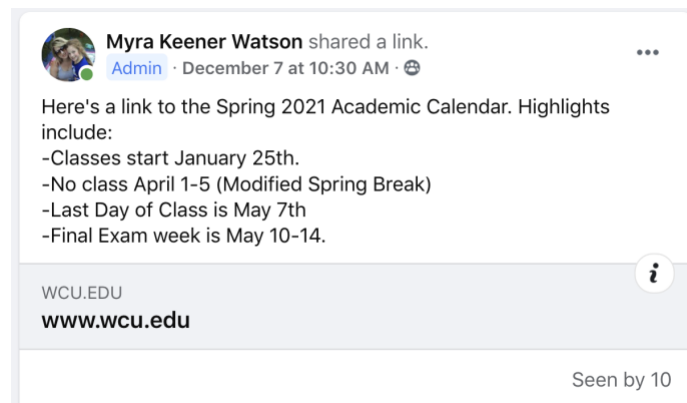 Myra Keener Watson shared a link.
Admin · December 7 at 10:30 AM ·
Here's a link to the Spring 2021 Academic Calendar. Highlights
include:
-Classes start January 25th.
-No class April 1-5 (Modified Spring Break)
-Last Day of Class is May 7th
-Final Exam week is May 10-14.
i
WCU.EDU
www.wcu.edu
Seen by 10